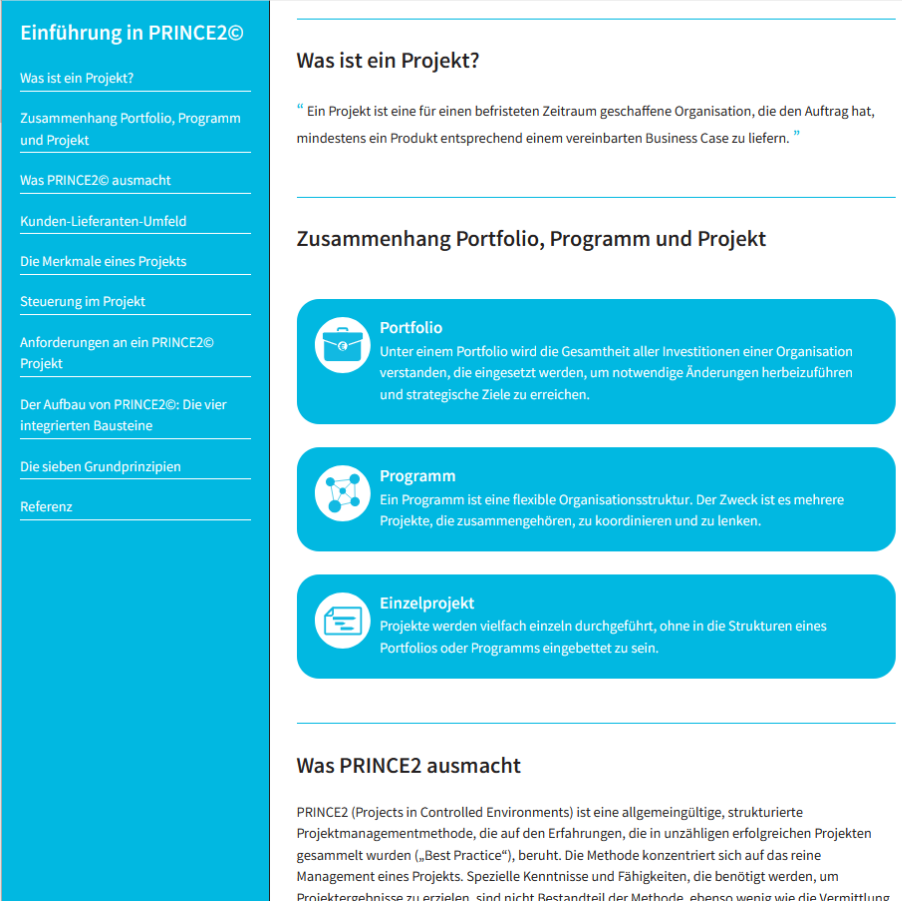 Einführung in PRINCE2©
Was ist ein Projekt?
Zusammenhang Portfolio, Programm
und Projekt
Was PRINCE2© ausmacht
Kunden-Lieferanten-Umfeld
Die Merkmale eines Projekts
Steuerung im Projekt
Anforderungen an ein PRINCE2©
Projekt
Der Aufbau von PRINCE2©: Die vier
integrierten Bausteine
Die sieben Grundprinzipien
Referenz
Was ist ein Projekt?
“ Ein Projekt ist eine für einen befristeten Zeitraum geschaffene Organisation, die den Auftrag hat,
mindestens ein Produkt entsprechend einem vereinbarten Business Case zu liefern. ”
Zusammenhang Portfolio, Programm und Projekt
Portfolio
Unter einem Portfolio wird die Gesamtheit aller Investitionen einer Organisation
verstanden, die eingesetzt werden, um notwendige Änderungen herbeizuführen
und strategische Ziele zu erreichen.
Programm
Ein Programm ist eine flexible Organisationsstruktur. Der Zweck ist es mehrere
Projekte, die zusammengehören, zu koordinieren und zu lenken.
Einzelprojekt
Projekte werden vielfach einzeln durchgeführt, ohne in die Strukturen eines
Portfolios oder Programms eingebettet zu sein.
Was PRINCE2 ausmacht
PRINCE2 (Projects in Controlled Environments) ist eine allgemeingültige, strukturierte
Projektmanagementmethode, die auf den Erfahrungen, die in unzähligen erfolgreichen Projekten
gesammelt wurden („Best Practice“), beruht. Die Methode konzentriert sich auf das reine
Management eines Projekts. Spezielle Kenntnisse und Fähigkeiten, die benötigt werden, um
Projektergebnisse zu erzielen, sind nicht Bestandteil der Methode, ebenso wenig wie die Vermittlung